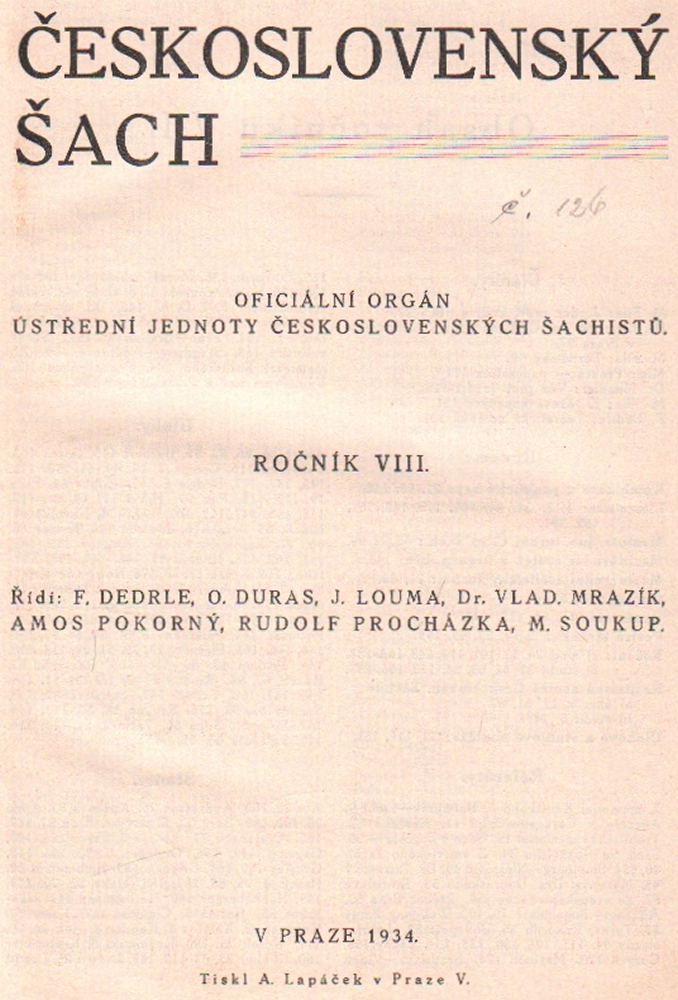 ČESKOSLOVENSKÝ
ŠACH
č. 126
OFICIÁLNÍ ORGÁN
ÚSTŘEDNÍ JEDNOTY ČESKOSLOVENSKÝCH ŠACHISTŮ.
ROČNÍK VIII.
Řídí: F. DEDRLE, O. DURAS, J. LOUMA, Dr. VLAD. MRAZÍK,
AMOS POKORNÝ, RUDOLF PROCHÁZKA, M. SOUKUP.
V PRAZE 1934.
Tiskl A. Lapáček v Praze V.